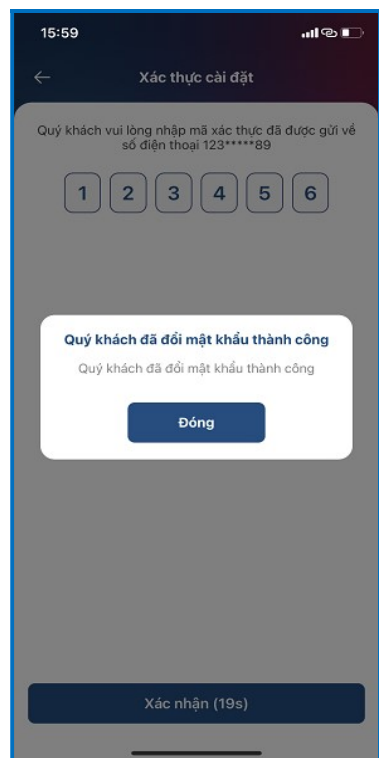 15:59
Xác thực cài đặt
Quý khách vui lòng nhập mã xác thực đã được gửi về
số điện thoại 123*****89
1 2 3 4 5 6
Quý khách đã đổi mật khẩu thành công
Quý khách đã đổi mật khẩu thành công
Đóng
Xác nhận (19s)